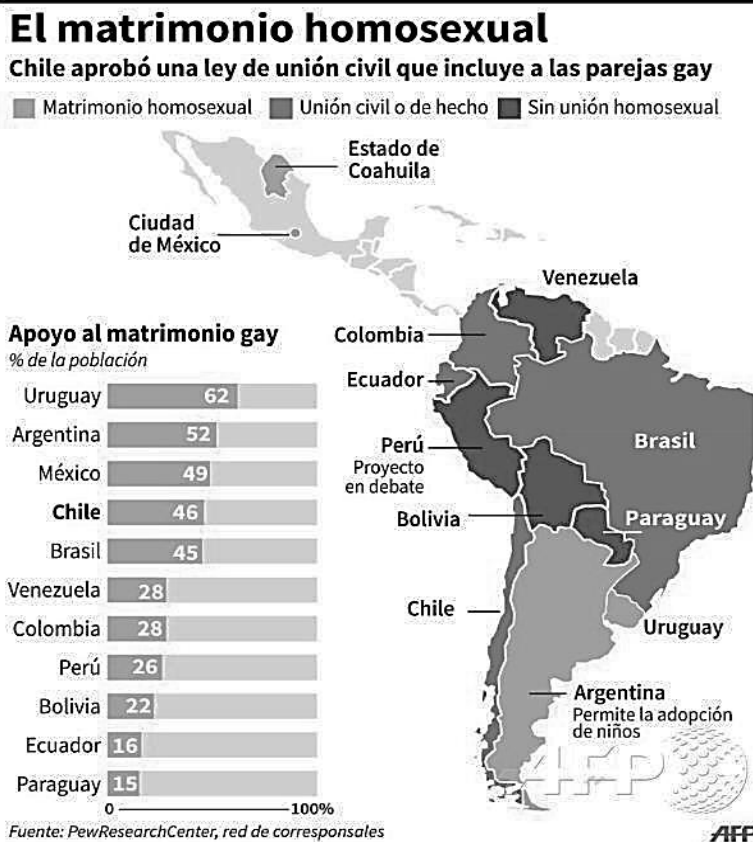 El matrimonio homosexual
Chile aprobó una ley de unión civil que incluye a las parejas gay
Matrimonio homosexual Unión civil o de hecho Sin unión homosexual
Estado de
Coahuila
Ciudad
de México
Venezuela
Colombia
Ecuador
Perú
Proyecto
en debate
Brasil
Bolivia
Paraguay
Chile
Uruguay
Argentina
Permite la adopción
de niños
Apoyo al matrimonio gay
% de la población
Uruguay 62
Argentina 52
México 49
Chile 46
Brasil 45
Venezuela 28
Colombia 28
Perú 26
Bolivia 22
Ecuador 16
Paraguay 15
0 100%
Fuente: PewResearchCenter, red de corresponsales
AFP
AFP